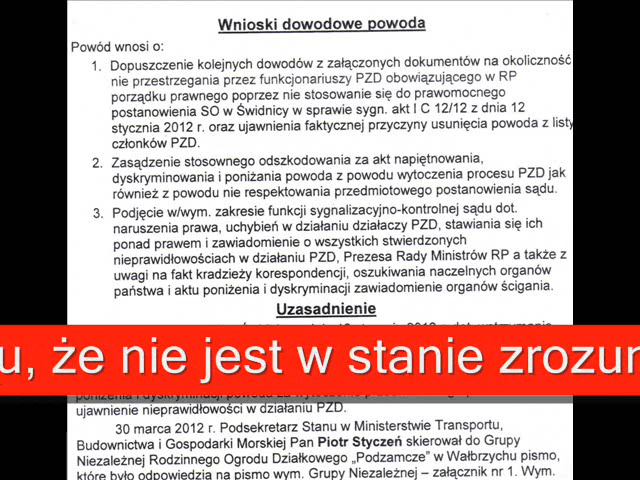 Wnioski dowodowe powoda
Powód wnosi o:
1. Dopuszczenie kolejnych dowodów z załączonych dokumentów na okoliczność
nie przestrzegania przez funkcjonariuszy PZD obowiązującego w RP
porządku prawnego poprzez nie stosowanie się do prawomocnego
postanowienia SO w Świdnicy w sprawie sygn. akt I C 12/12 z dnia 12
stycznia 2012 r. oraz ujawnienia faktycznej przyczyny usunięcia powoda z listy
członków PZD.
2. Zasądzenie stosownego odszkodowania za akt napiętnowania,
dyskryminowania i poniżania powoda z powodu wytoczenia procesu PZD jak
również z powodu nie respektowania przedmiotowego postanowienia sądu.
3. Podjęcie w/wym. zakresie funkcji sygnalizacyjno-kontrolnej sądu dot.
naruszenia prawa, uchybień w działaniu działaczy PZD, stawiania się ich
ponad prawem i zawiadomienie o wszystkich stwierdzonych
nieprawidłowościach w działaniu PZD, Prezesa Rady Ministrów RP a także z
uwagi na fakt kradzieży korespondencji, oszukiwania naczelnych organów
państwa i aktu poniżenia i dyskryminacji zawiadomienie organów ścigania.
Uzasadnienie
u, że nie jest w stanie zrozum
ujawnienie nieprawidłowości w działaniu PZD.
30 marca 2012 r. Podsekretarz Stanu w Ministerstwie Transportu,
Budownictwa i Gospodarki Morskiej Pan Piotr Styczeń skierował do Grupy
Niezależnej Rodzinnego Ogrodu Działkowego „Podzamcze” w Wałbrzychu pismo,
które było odpowiedzią na pismo wym. Grupy Niezależnej – załącznik nr 1. Wym.